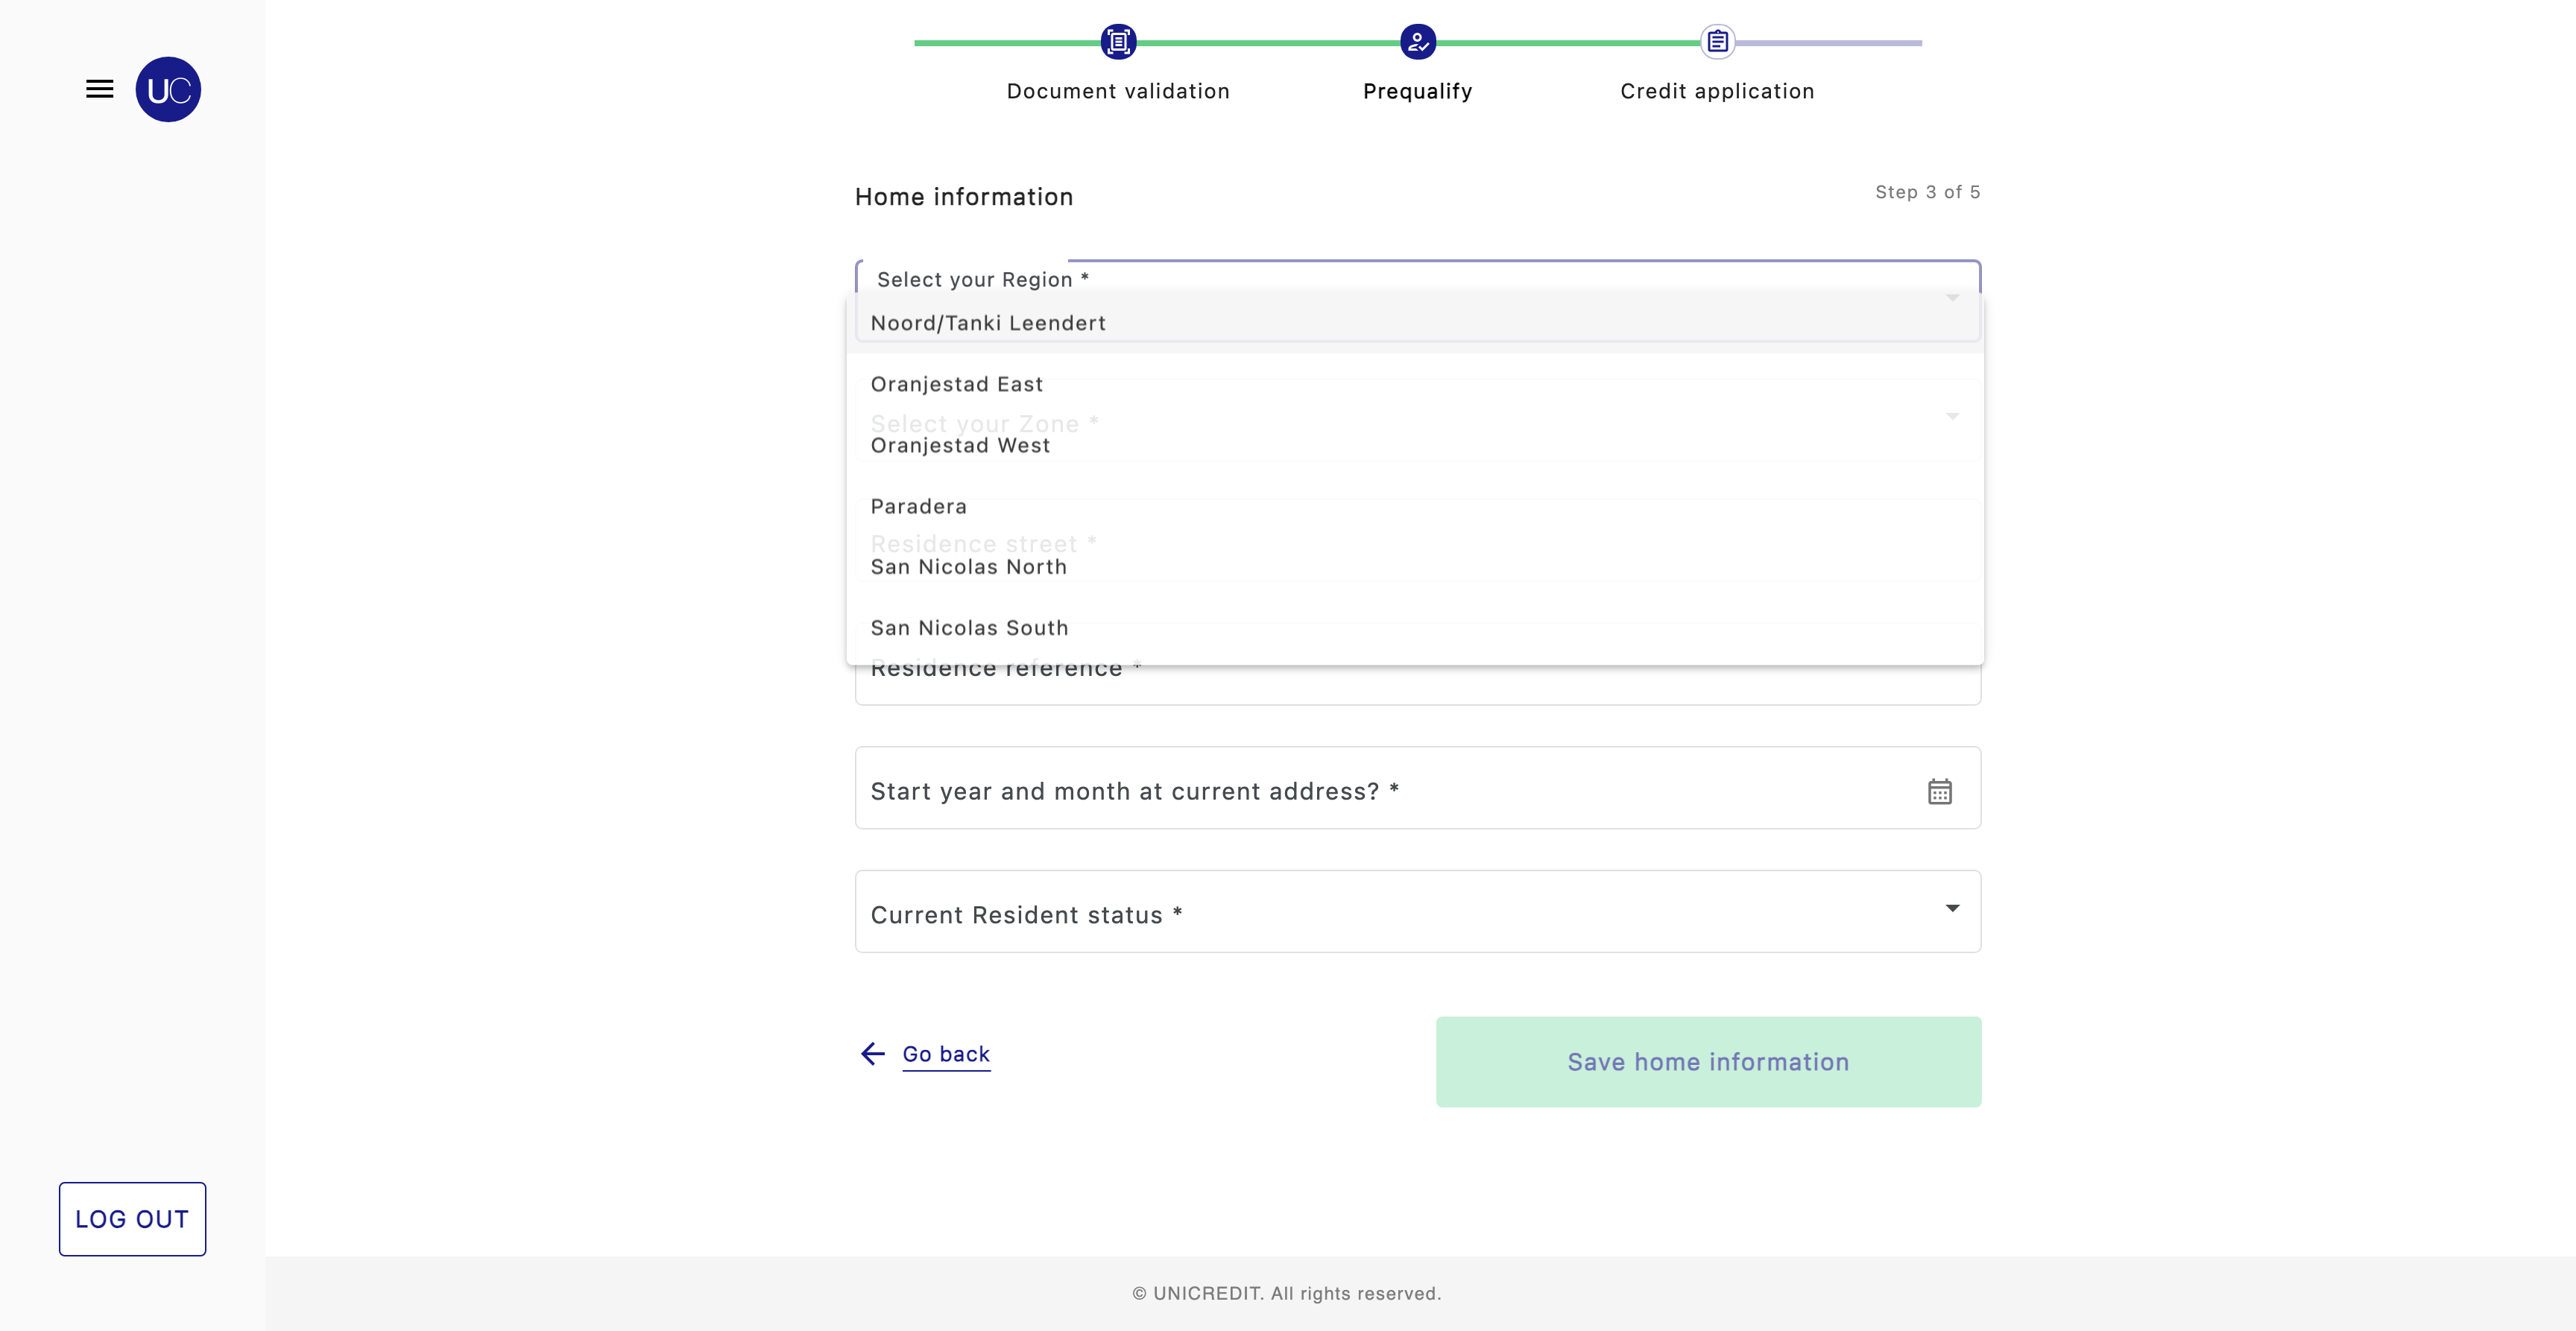 UC
Document validation
Prequalify
Credit application
Home information
Step 3 of 5
Select your Region *
Noord/Tanki Leendert
Oranjestad East
Select your Zone *
Oranjestad West
Paradera
Residence street *
San Nicolas North
San Nicolas South
Residence reference *
Start year and month at current address? *
Current Resident status *
Go back
Save home information
LOG OUT
© UNICREDIT. All rights reserved.